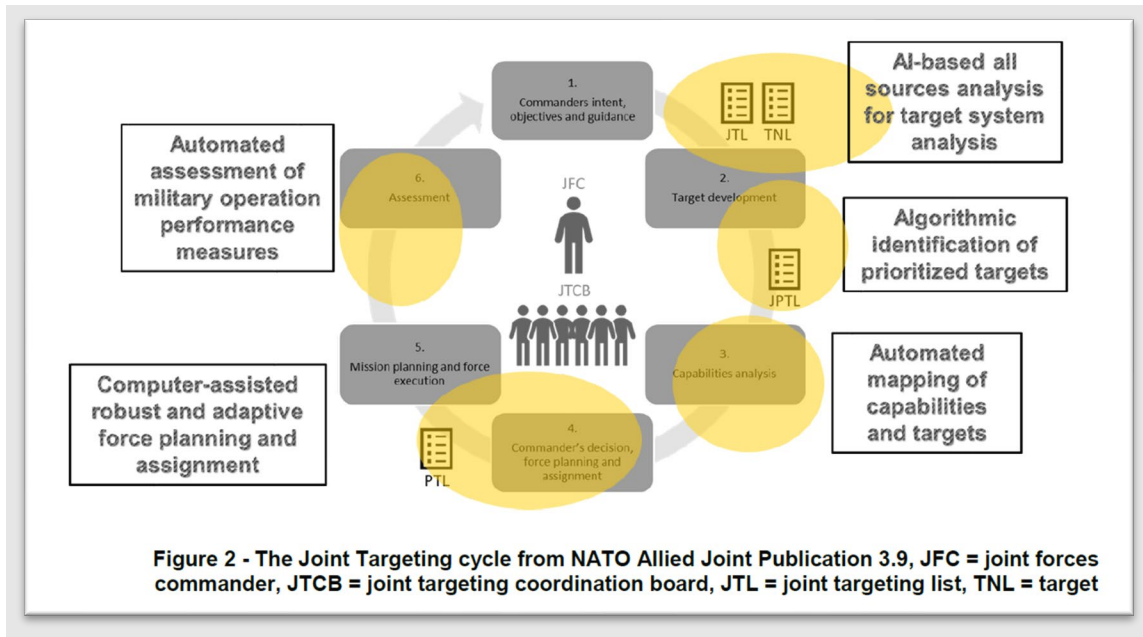 1.
Commanders intent,
objectives and guidance
JTL TNL
AI-based all
sources analysis
for target system
analysis
Automated
assessment of
military operation
performance
measures
6.
Assessment
JFC
2.
Target development
Algorithmic
identification of
prioritized targets
JPTL
JTCB
5.
Mission planning and force
execution
3.
Capabilities analysis
Automated
mapping of
capabilities
and targets
Computer-assisted
robust and adaptive
force planning and
assignment
PTL
4.
Commander's decision,
force planning and
assignment
Figure 2 - The Joint Targeting cycle from NATO Allied Joint Publication 3.9, JFC = joint forces
commander, JTCB = joint targeting coordination board, JTL = joint targeting list, TNL = target